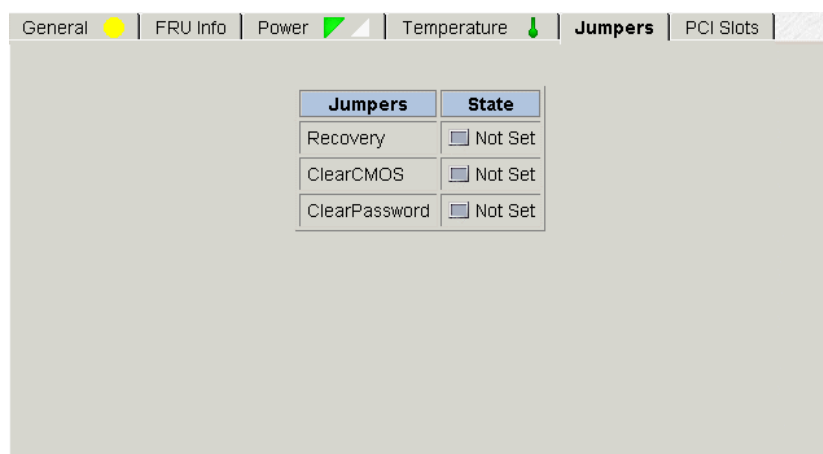 General FRU Info Power Temperature Jumpers PCI Slots
Jumpers State
Recovery Not Set
ClearCMOS Not Set
ClearPassword Not Set